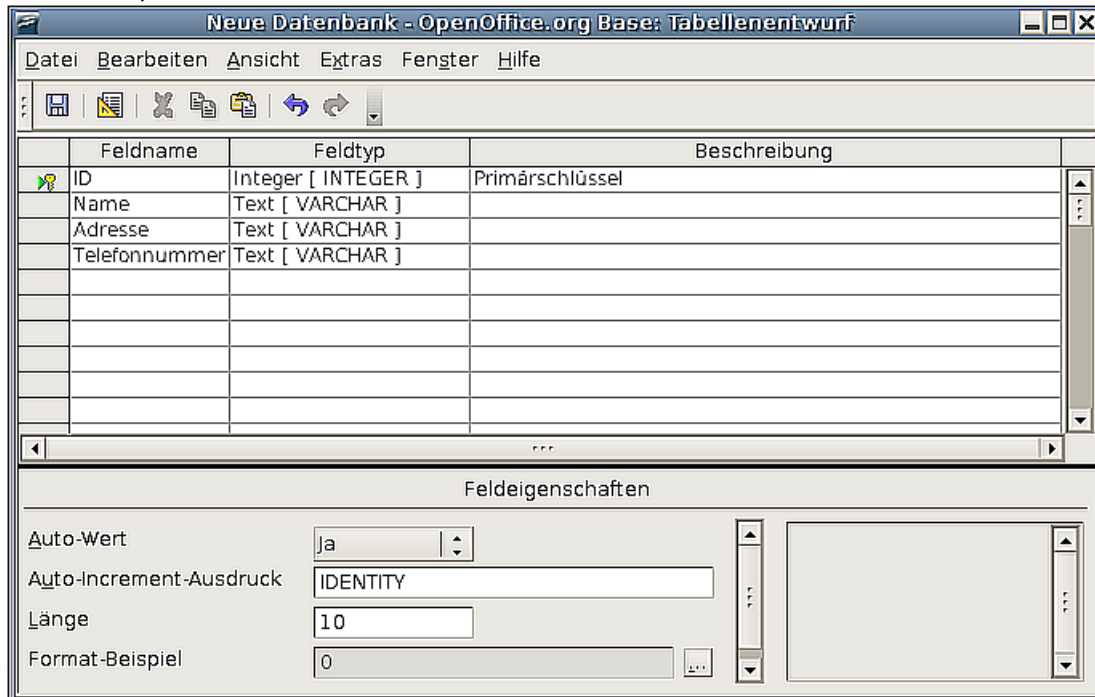 Neue Datenbank - OpenOffice.org Base: Tabellenentwurf
Datei Bearbeiten Ansicht Extras Fenster Hilfe
Feldname Feldtyp Beschreibung
ID Integer [ INTEGER ] Primärschlüssel
Name Text [ VARCHAR ]
Adresse Text [ VARCHAR ]
Telefonnummer Text [ VARCHAR ]
Feldeigenschaften
Auto-Wert Ja
Auto-Increment-Ausdruck IDENTITY
Länge 10
Format-Beispiel 0 ...